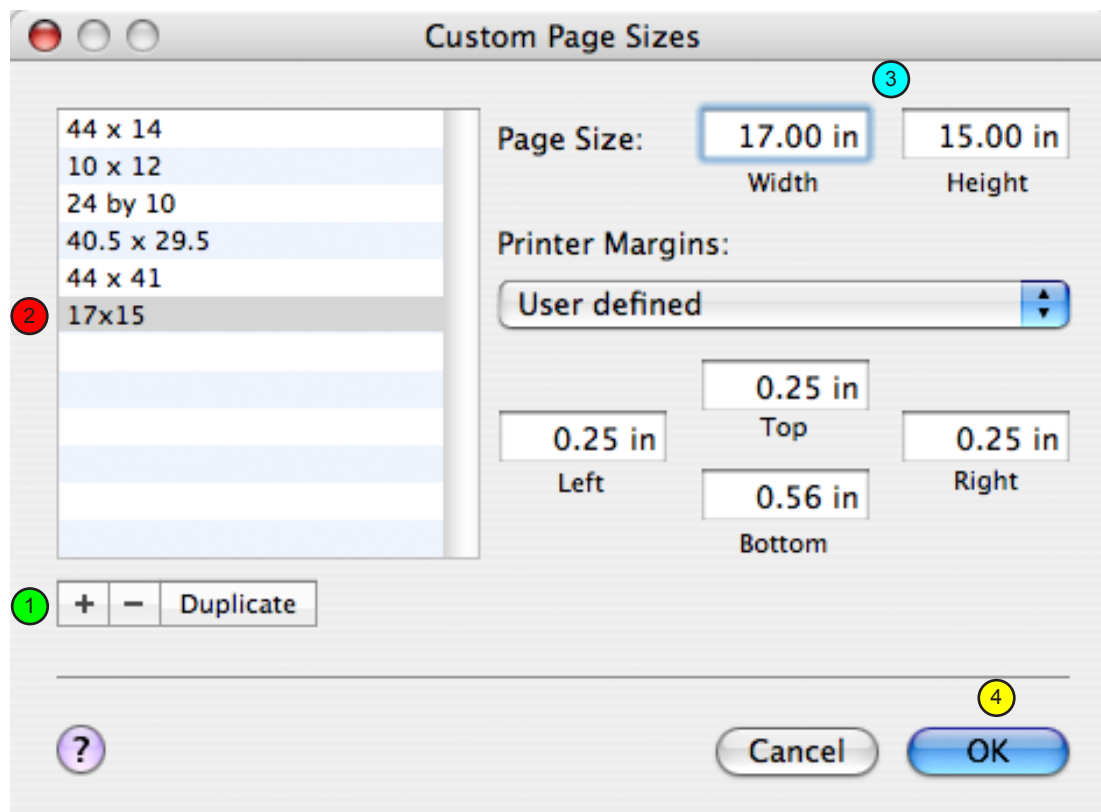 Custom Page Sizes
3
44 x 14
10 x 12
24 by 10
40.5 x 29.5
44 x 41
2
17x15
Page Size:
17.00 in
15.00 in
Width
Height
Printer Margins:
User defined
0.25 in
Top
0.25 in
Left
0.25 in
Right
0.56 in
Bottom
1
+ − Duplicate
4
? Cancel OK